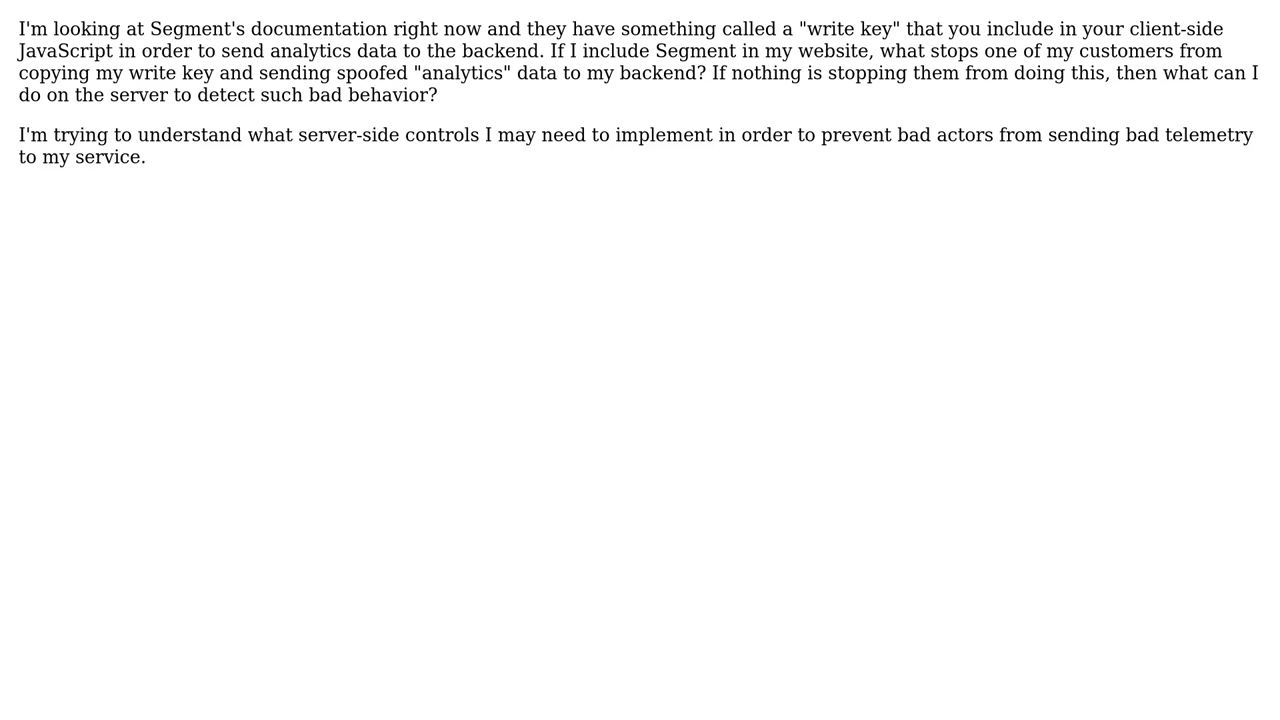 I'm looking at Segment's documentation right now and they have something called a "write key" that you include in your client-side
JavaScript in order to send analytics data to the backend. If I include Segment in my website, what stops one of my customers from
copying my write key and sending spoofed "analytics" data to my backend? If nothing is stopping them from doing this, then what can I
do on the server to detect such bad behavior?
I'm trying to understand what server-side controls I may need to implement in order to prevent bad actors from sending bad telemetry
to my service.